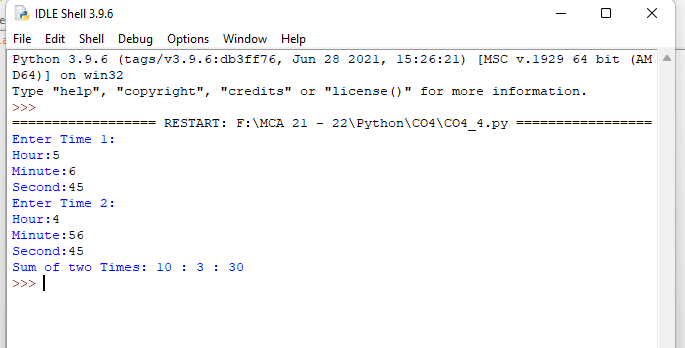 IDLE Shell 3.9.6
File Edit Shell Debug Options Window Help
Python 3.9.6 (tags/v3.9.6:db3ff76, Jun 28 2021, 15:26:21) [MSC v.1929 64 bit (AM
D64)] on win32
Type "help", "copyright", "credits" or "license()" for more information.
>>>
================== RESTART: F:\MCA 21 - 22\Python\CO4\CO4_4.py =================
Enter Time 1:
Hour:5
Minute:6
Second:45
Enter Time 2:
Hour:4
Minute:56
Second:45
Sum of two Times: 10 : 3 : 30
>>>